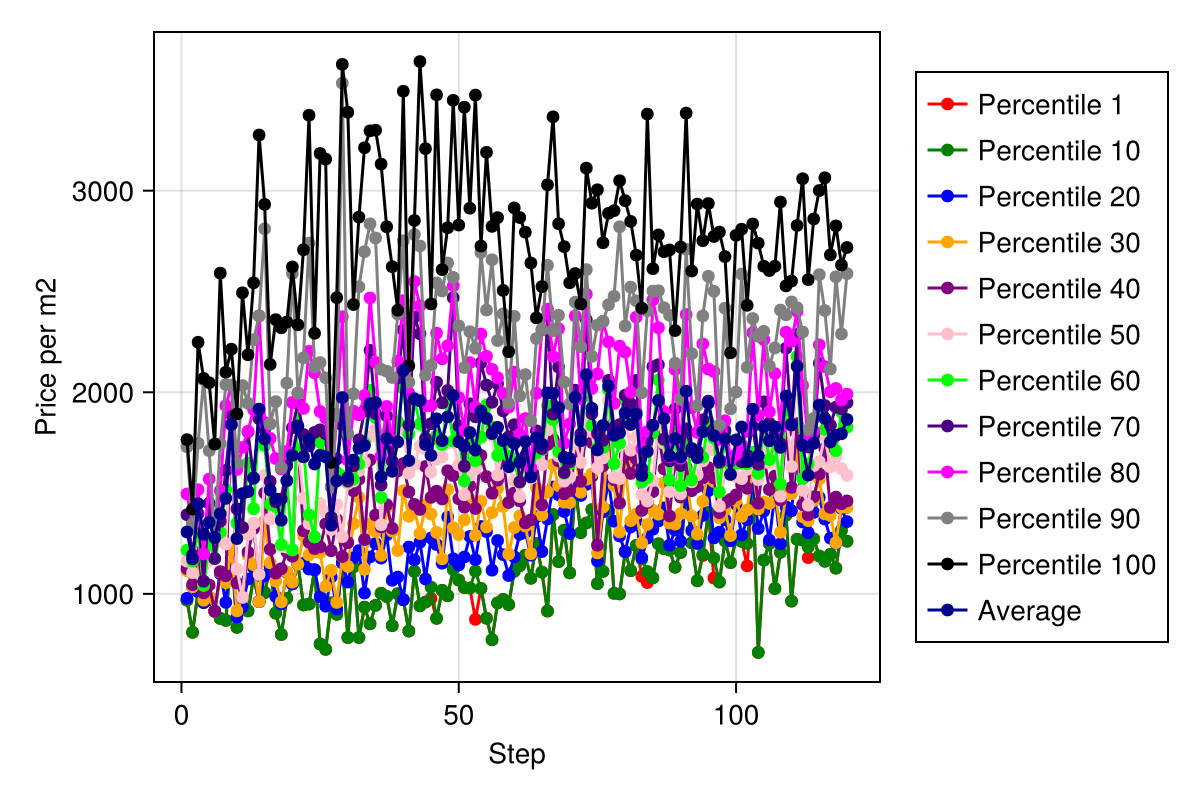 Price per m2
3000
2000
1000
0
50
100
Step
Percentile 1
Percentile 10
Percentile 20
Percentile 30
Percentile 40
Percentile 50
Percentile 60
Percentile 70
Percentile 80
Percentile 90
Percentile 100
Average